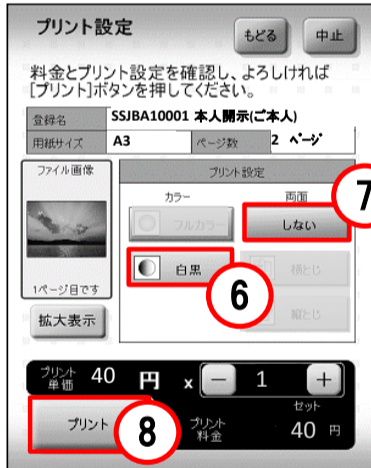 プリント設定
もどる
中止
料金とプリント設定を確認し、よろしければ
[プリント]ボタンを押してください。
登録名 SSJBA10001 本人開示(ご本人)
用紙サイズ A3 ページ数 2 ページ
ファイル画像
プリント設定
カラー
両面
7
フルカラー
しない
白黒
横とじ
6
縦とじ
1ページ目です
拡大表示
プリント単価 40 円 x － 1 ＋
セット
プリント
8
プリント料金 40 円